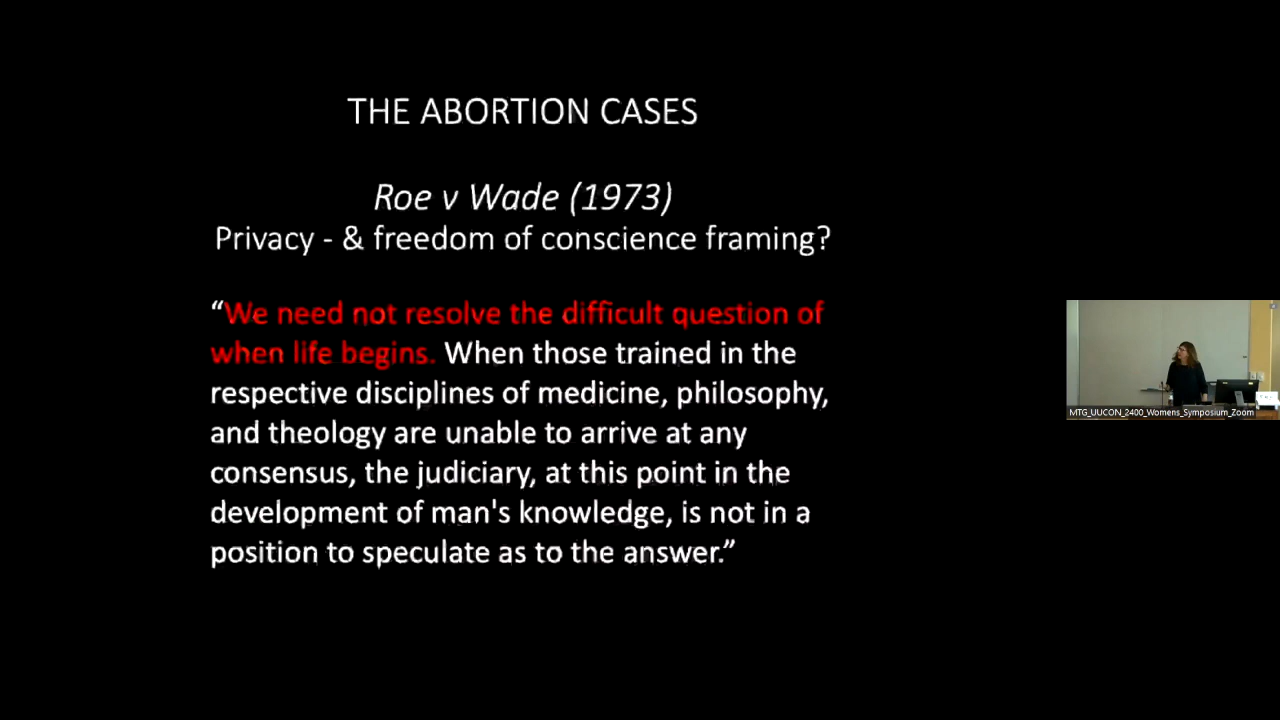 THE ABORTION CASES
Roe v Wade (1973)
Privacy - & freedom of conscience framing?
“We need not resolve the difficult question of
when life begins. When those trained in the
respective disciplines of medicine, philosophy,
and theology are unable to arrive at any
consensus, the judiciary, at this point in the
development of man's knowledge, is not in a
position to speculate as to the answer.”
MTG_UUCON_2400_Womens_Symposium_Zoom